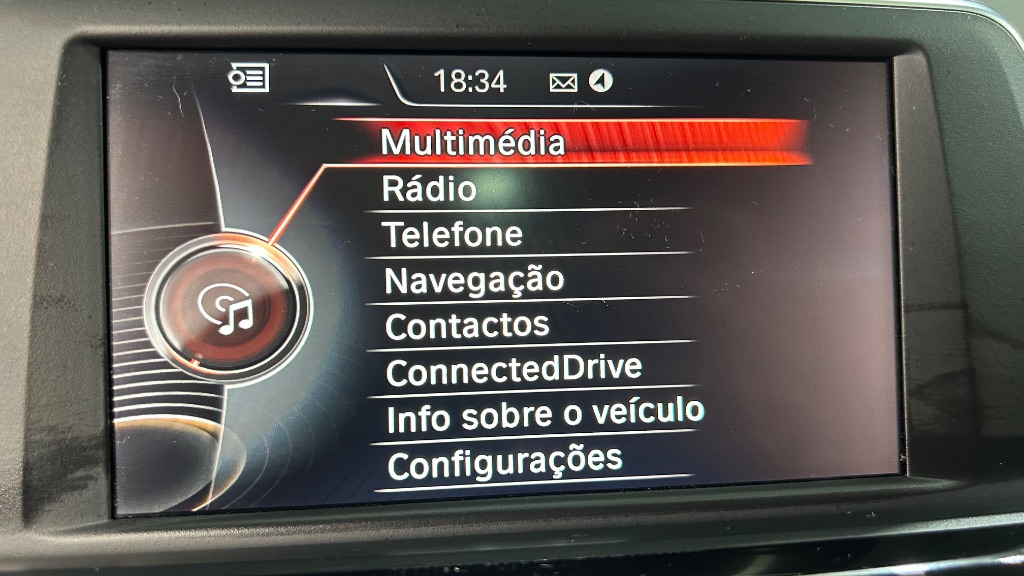 18:34
Multimédia
Rádio
Telefone
Navegação
Contactos
ConnectedDrive
Info sobre o veículo
Configurações